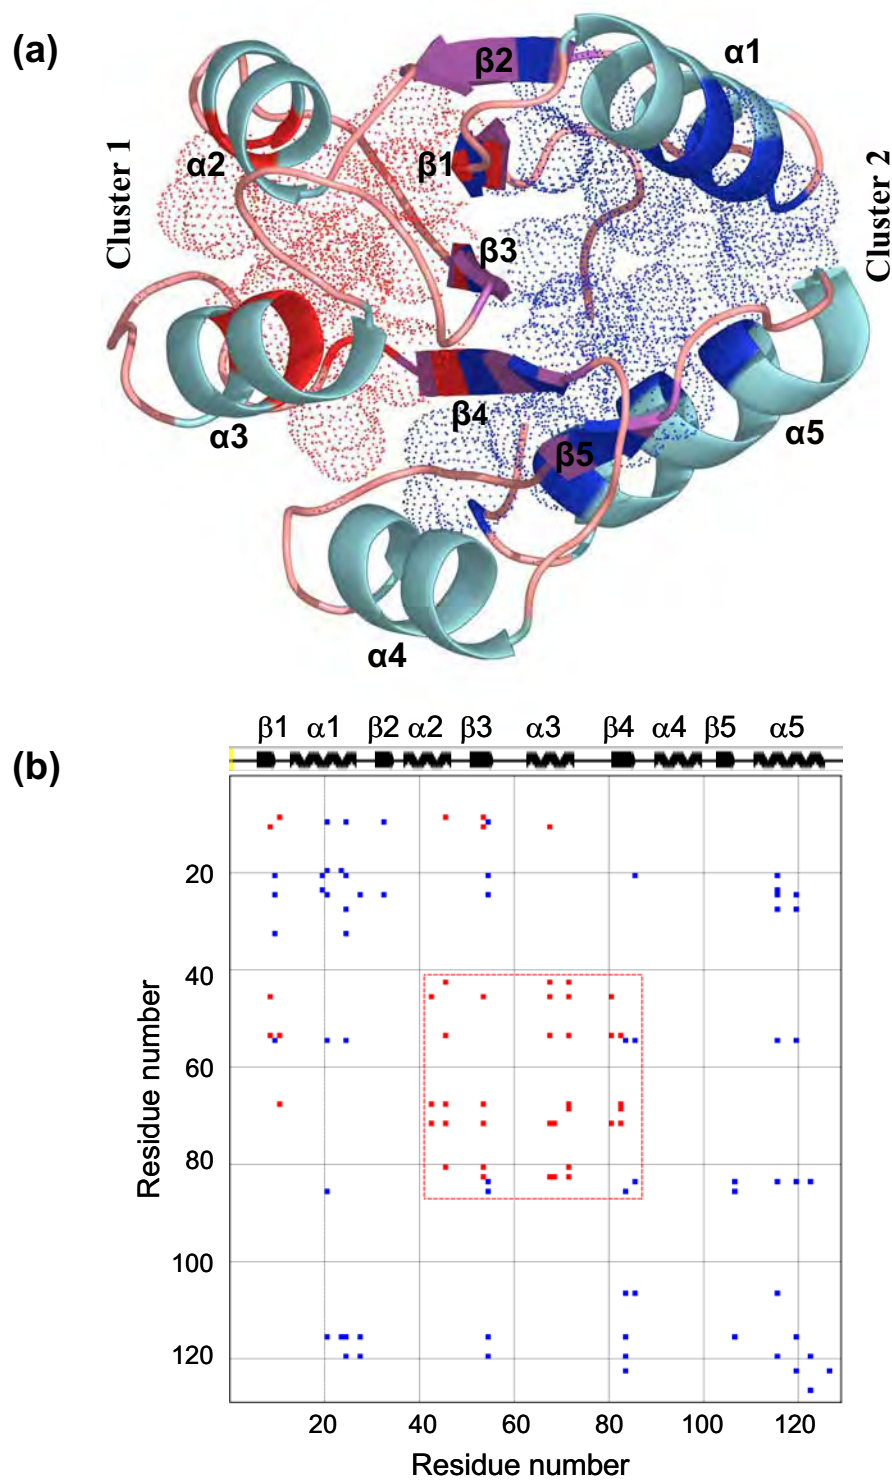 (a)
β2
α1
α2
β1
Cluster 1
Cluster 2
β3
α3
β4
β5
α5
α4
(b)
β1 α1 β2 α2 β3 α3 β4 α4 β5 α5
20
40
60
80
100
120
Residue number
20 40 60 80 100 120
Residue number